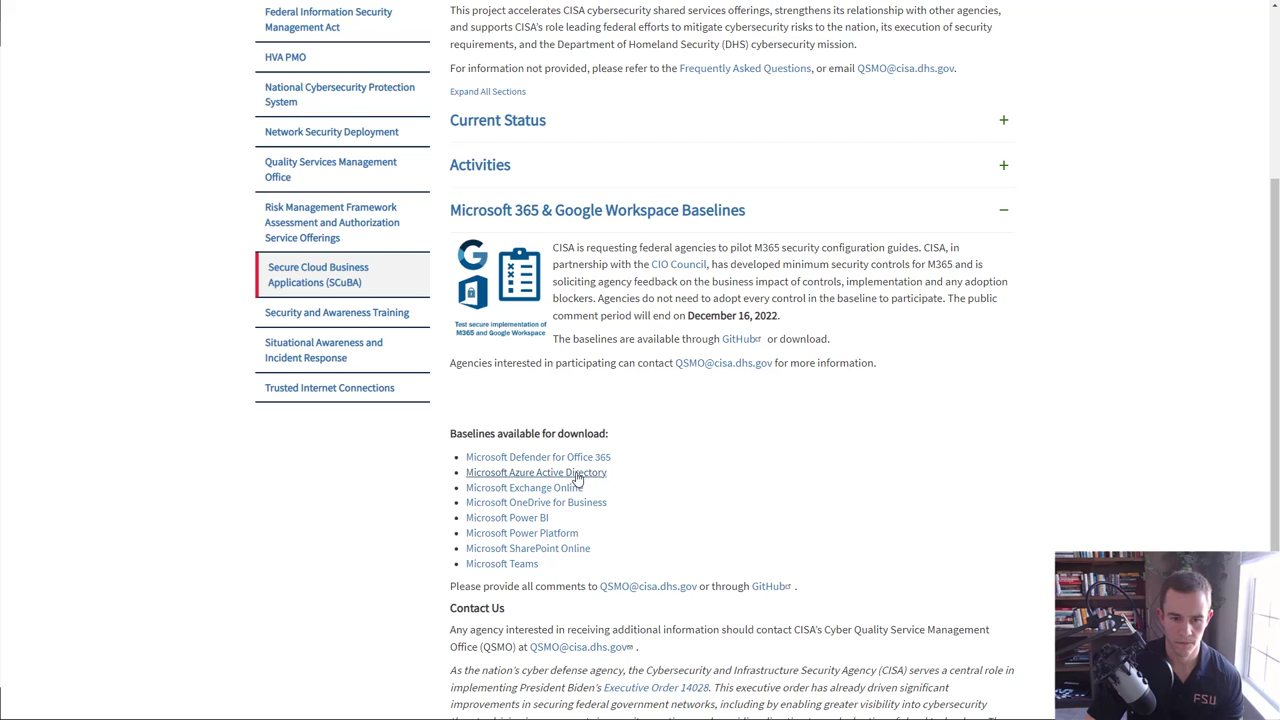 Federal Information Security
Management Act
HVA PMO
National Cybersecurity Protection
System
Network Security Deployment
Quality Services Management
Office
Risk Management Framework
Assessment and Authorization
Service Offerings
Secure Cloud Business
Applications (SCuBA)
Security and Awareness Training
Situational Awareness and
Incident Response
Trusted Internet Connections
This project accelerates CISA cybersecurity shared services offerings, strengthens its relationship with other agencies,
and supports CISA's role leading federal efforts to mitigate cybersecurity risks to the nation, its execution of security
requirements, and the Department of Homeland Security (DHS) cybersecurity mission.
For information not provided, please refer to the Frequently Asked Questions, or email QSMO@cisa.dhs.gov.
Expand All Sections
Current Status +
Activities +
Microsoft 365 & Google Workspace Baselines −
G
Test secure implementation of
M365 and Google Workspace
CISA is requesting federal agencies to pilot M365 security configuration guides. CISA, in
partnership with the CIO Council, has developed minimum security controls for M365 and is
soliciting agency feedback on the business impact of controls, implementation and any adoption
blockers. Agencies do not need to adopt every control in the baseline to participate. The public
comment period will end on December 16, 2022.
The baselines are available through GitHub or download.
Agencies interested in participating can contact QSMO@cisa.dhs.gov for more information.
Baselines available for download:
• Microsoft Defender for Office 365
• Microsoft Azure Active Directory
• Microsoft Exchange Online
• Microsoft OneDrive for Business
• Microsoft Power BI
• Microsoft Power Platform
• Microsoft SharePoint Online
• Microsoft Teams
Please provide all comments to QSMO@cisa.dhs.gov or through GitHub .
Contact Us
Any agency interested in receiving additional information should contact CISA's Cyber Quality Service Management
Office (QSMO) at QSMO@cisa.dhs.gov .
As the nation's cyber defense agency, the Cybersecurity and Infrastructure Security Agency (CISA) serves a central role in
implementing President Biden's Executive Order 14028. This executive order has already driven significant
improvements in securing federal government networks, including by enabling greater visibility into cybersecurity
FSU